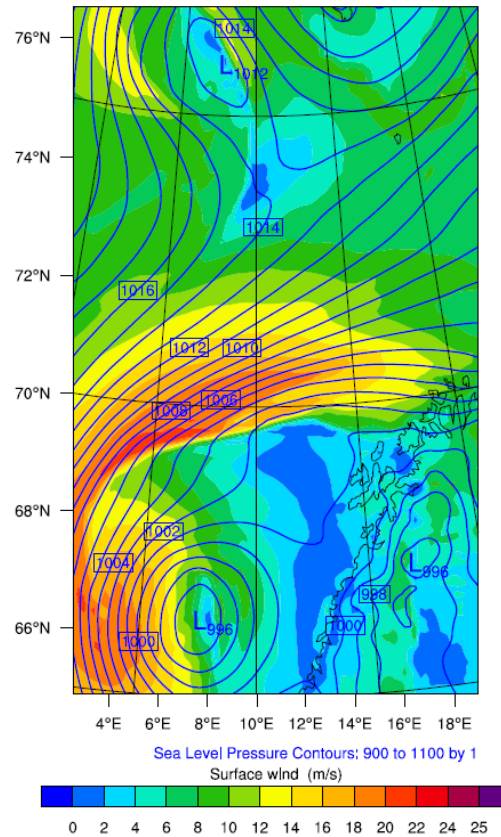 1014
76°N
L1012
74°N
1014
72°N
1016
1012
1010
70°N
1006
1008
68°N
1002
1004
L996
998
66°N
L996
1000
1000
4°E 6°E 8°E 10°E 12°E 14°E 16°E 18°E
Sea Level Pressure Contours: 900 to 1100 by 1
Surface wind (m/s)
0 2 4 6 8 10 12 14 16 20 22 24 25